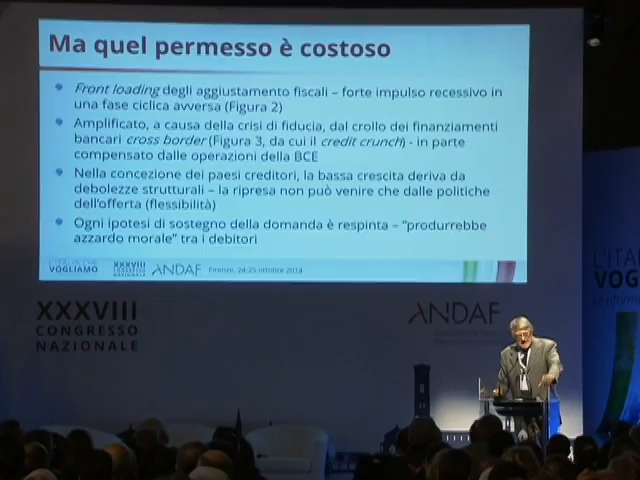 Ma quel permesso è costoso
Front loading degli aggiustamento fiscali – forte impulso recessivo in
una fase ciclica avversa (Figura 2)
Amplificato, a causa della crisi di fiducia, dal crollo dei finanziamenti
bancari cross border (Figura 3, da cui il credit crunch) - in parte
compensato dalle operazioni della BCE
Nella concezione dei paesi creditori, la bassa crescita deriva da
debolezze strutturali – la ripresa non può venire che dalle politiche
dell'offerta (flessibilità)
Ogni ipotesi di sostegno della domanda è respinta – "produrrebbe
azzardo morale" tra i debitori
VOGLIAMO
XXXVIII
CONGRESSO
NAZIONALE
ANDAF
Firenze, 24-25 ottobre 2014
XXXVIII
CONGRESSO
NAZIONALE
ANDAF
L'ITA
VOG